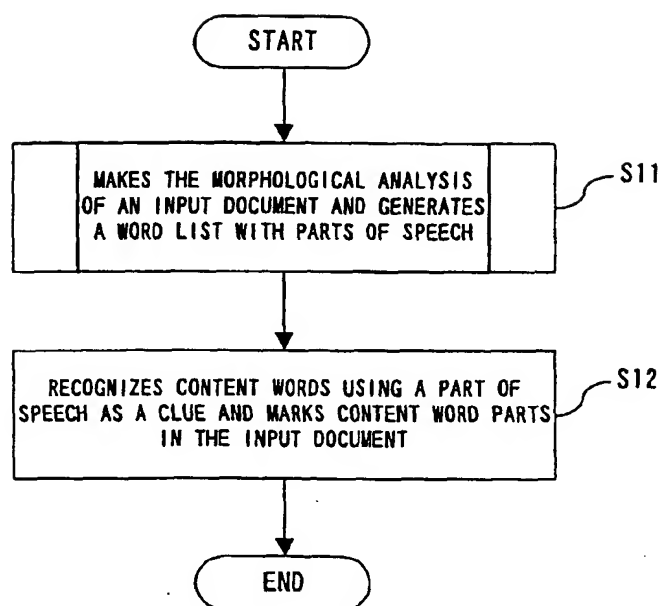 START
MAKES THE MORPHOLOGICAL ANALYSIS
OF AN INPUT DOCUMENT AND GENERATES
A WORD LIST WITH PARTS OF SPEECH
S11
RECOGNIZES CONTENT WORDS USING A PART OF
SPEECH AS A CLUE AND MARKS CONTENT WORD PARTS
IN THE INPUT DOCUMENT
S12
END